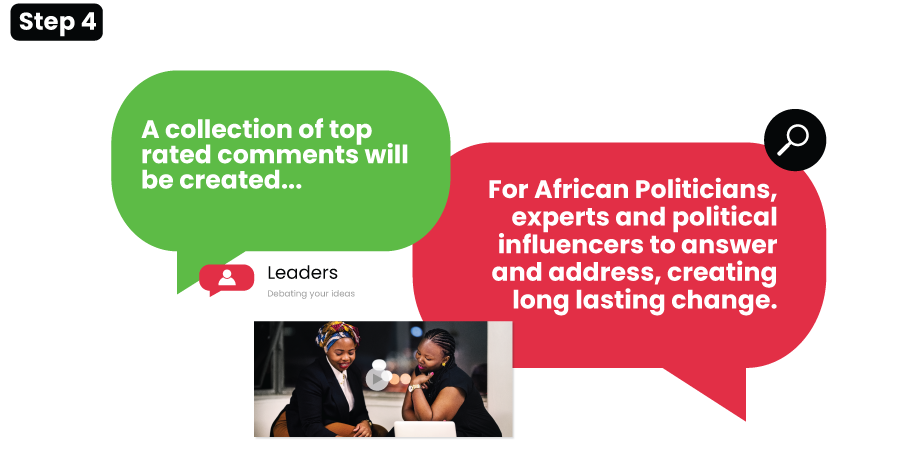 Step 4
A collection of top
rated comments will
be created...
For African Politicians,
experts and political
influencers to answer
and address, creating
long lasting change.
Leaders
Debating your ideas